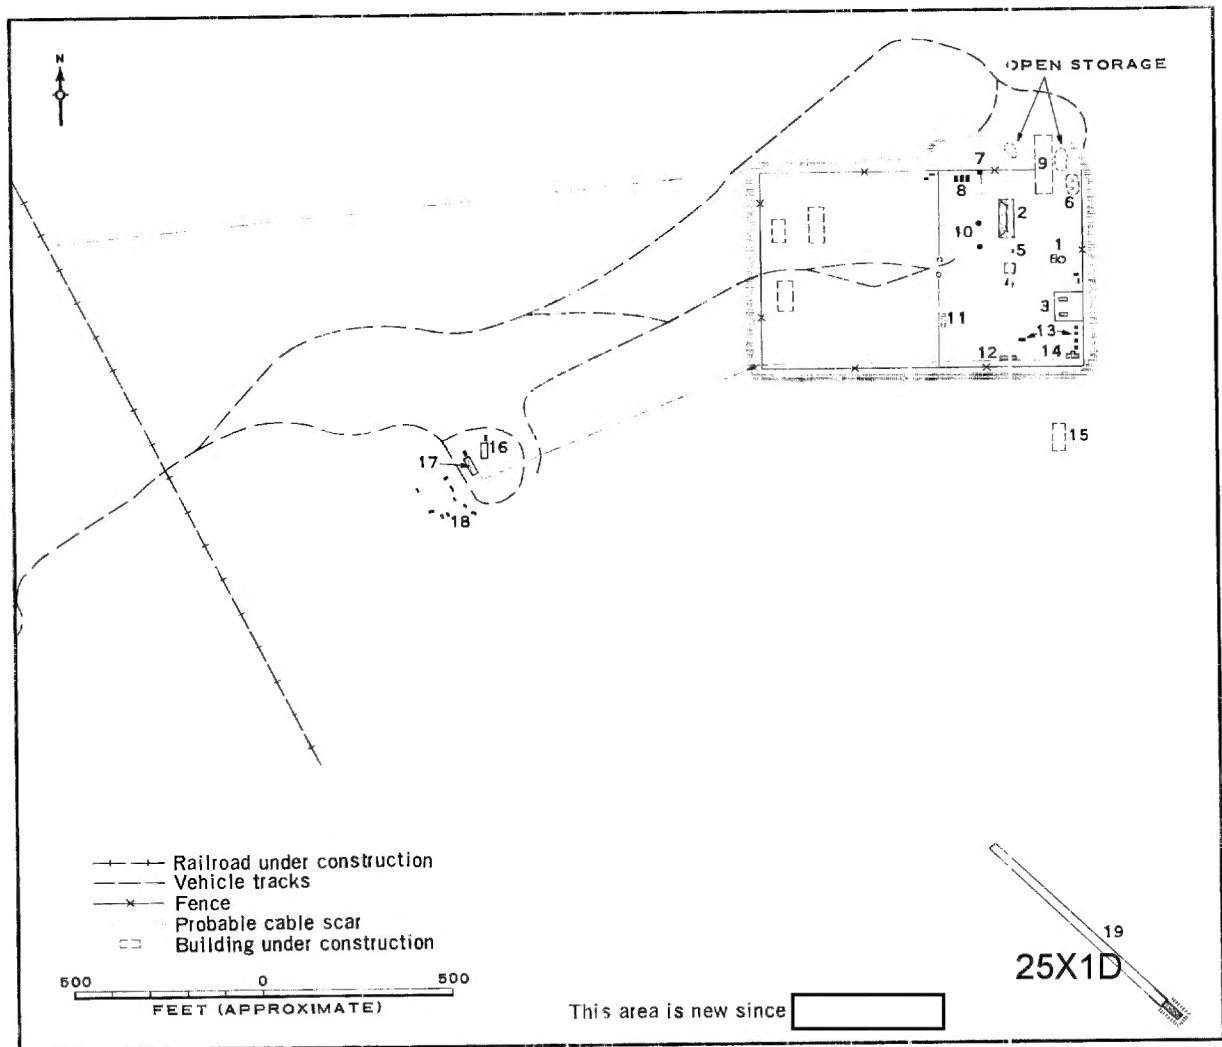 N
OPEN STORAGE
7
9
8
6
2
10
5
1
4
3
11
13
12
14
15
16
17
18
Railroad under construction
Vehicle tracks
Fence
Probable cable scar
Building under construction
19
25X1D
500 0 500
FEET (APPROXIMATE)
This area is new since